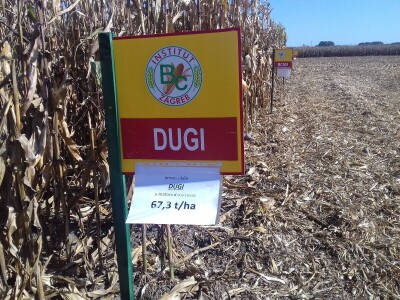 INSTITUT
BC
ZAGREB
DUGI
DUGI
67,3 t/ha